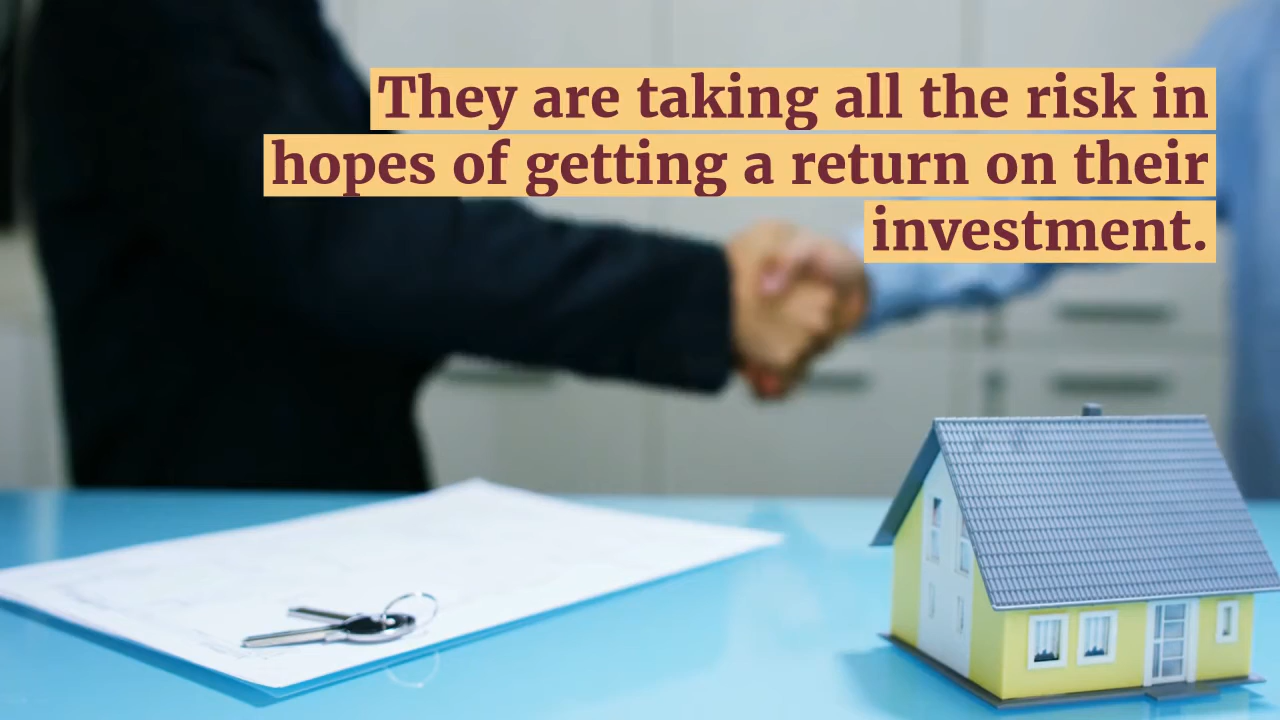 They are taking all the risk in
hopes of getting a return on their
investment.